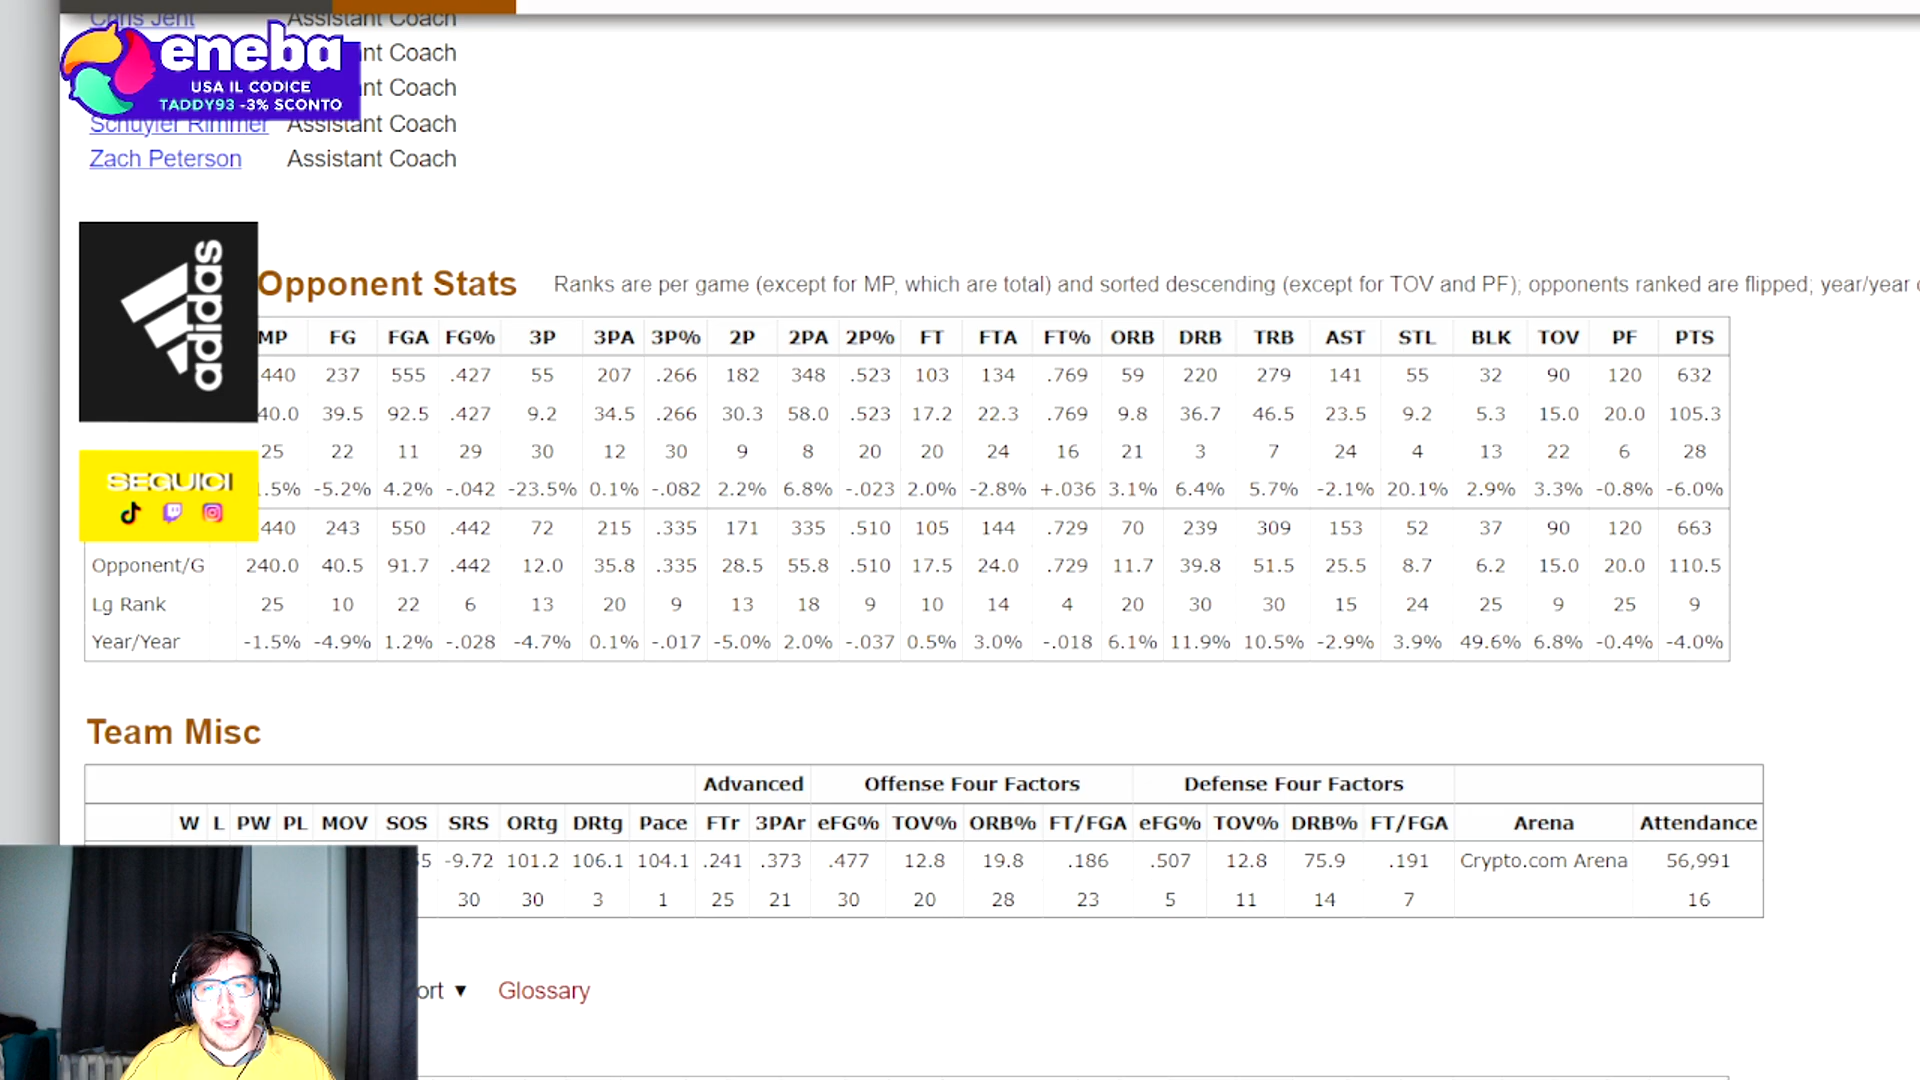 Chris Jent Assistant Coach
nt Coach
nt Coach
Schuyler Rimmer Assistant Coach
Zach Peterson Assistant Coach
eneba
USA IL CODICE
TADDY93 -3% SCONTO
adidas
SEGUICI
Opponent Stats Ranks are per game (except for MP, which are total) and sorted descending (except for TOV and PF); opponents ranked are flipped; year/year
MP FG FGA FG% 3P 3PA 3P% 2P 2PA 2P% FT FTA FT% ORB DRB TRB AST STL BLK TOV PF PTS
440 237 555 .427 55 207 .266 182 348 .523 103 134 .769 59 220 279 141 55 32 90 120 632
40.0 39.5 92.5 .427 9.2 34.5 .266 30.3 58.0 .523 17.2 22.3 .769 9.8 36.7 46.5 23.5 9.2 5.3 15.0 20.0 105.3
25 22 11 29 30 12 30 9 8 20 20 24 16 21 3 7 24 4 13 22 6 28
.5% -5.2% 4.2% -.042 -23.5% 0.1% -.082 2.2% 6.8% -.023 2.0% -2.8% +.036 3.1% 6.4% 5.7% -2.1% 20.1% 2.9% 3.3% -0.8% -6.0%
440 243 550 .442 72 215 .335 171 335 .510 105 144 .729 70 239 309 153 52 37 90 120 663
Opponent/G 240.0 40.5 91.7 .442 12.0 35.8 .335 28.5 55.8 .510 17.5 24.0 .729 11.7 39.8 51.5 25.5 8.7 6.2 15.0 20.0 110.5
Lg Rank 25 10 22 6 13 20 9 13 18 9 10 14 4 20 30 30 15 24 25 9 25 9
Year/Year -1.5% -4.9% 1.2% -.028 -4.7% 0.1% -.017 -5.0% 2.0% -.037 0.5% 3.0% -.018 6.1% 11.9% 10.5% -2.9% 3.9% 49.6% 6.8% -0.4% -4.0%
Team Misc
Advanced Offense Four Factors Defense Four Factors
W L PW PL MOV SOS SRS ORtg DRtg Pace FTr 3PAr eFG% TOV% ORB% FT/FGA eFG% TOV% DRB% FT/FGA Arena Attendance
5 -9.72 101.2 106.1 104.1 .241 .373 .477 12.8 19.8 .186 .507 12.8 75.9 .191 Crypto.com Arena 56,991
30 30 3 1 25 21 30 20 28 23 5 11 14 7 16
ort ▼ Glossary